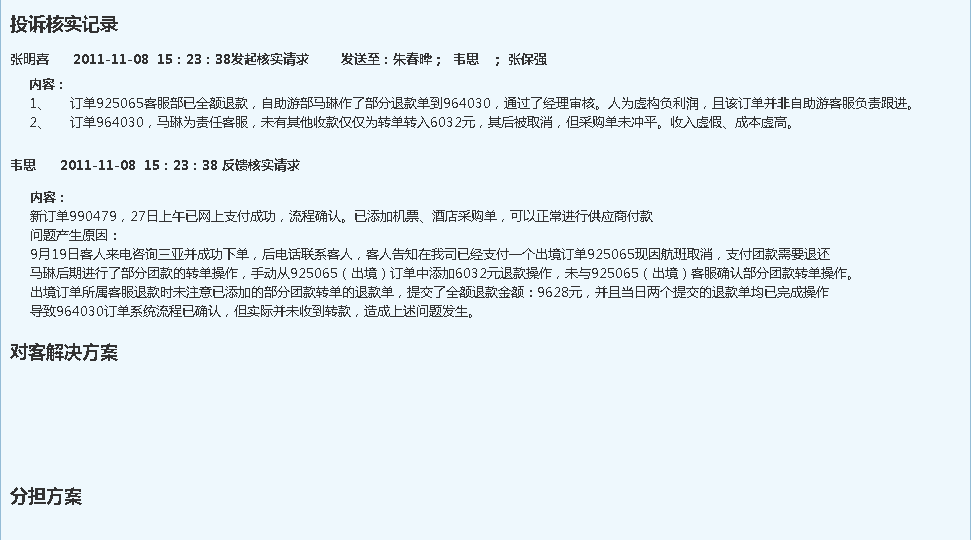 投诉核实记录
张明喜 2011-11-08 15：23：38发起核实请求 发送至：朱春晔； 韦思 ；张保强
内容：
1、 订单925065客服部已全额退款，自助游部马琳作了部分退款单到964030，通过了经理审核。人为虚构负利润，且该订单并非自助游客服负责跟进。
2、 订单964030，马琳为责任客服，未有其他收款仅仅为转单转入6032元，其后被取消，但采购单未冲平。收入虚假、成本虚高。
韦思 2011-11-08 15：23：38 反馈核实请求
内容：
新订单990479，27日上午已网上支付成功，流程确认。已添加机票、酒店采购单，可以正常进行供应商付款
问题产生原因：
9月19日客人来电咨询三亚并成功下单，后电话联系客人，客人告知在我司已经支付一个出境订单925065现因航班取消，支付团款需要退还
马琳后期进行了部分团款的转单操作，手动从925065（出境）订单中添加6032元退款操作，未与925065（出境）客服确认部分团款转单操作。
出境订单所属客服退款时未注意已添加的部分团款转单的退款单，提交了全额退款金额：9628元，并且当日两个提交的退款单均已完成操作
导致964030订单系统流程已确认，但实际并未收到转款，造成上述问题发生。
对客解决方案
分担方案